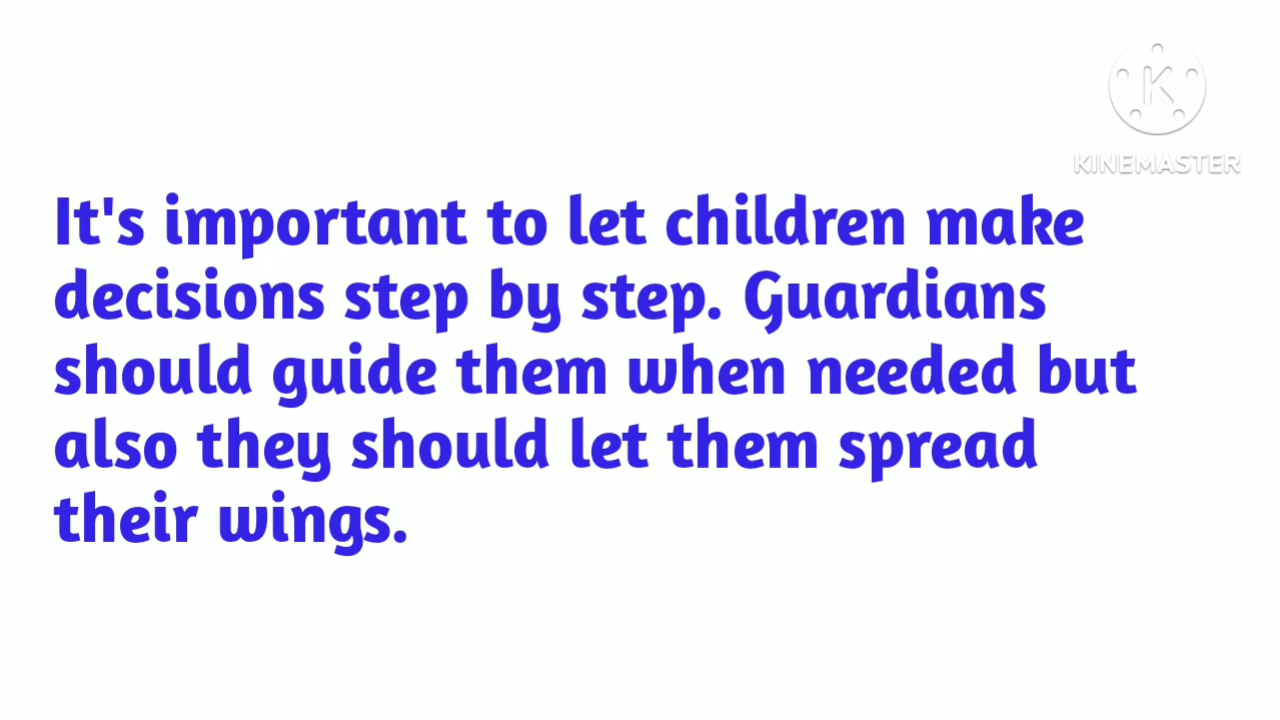 KINEMASTER
It's important to let children make
decisions step by step. Guardians
should guide them when needed but
also they should let them spread
their wings.